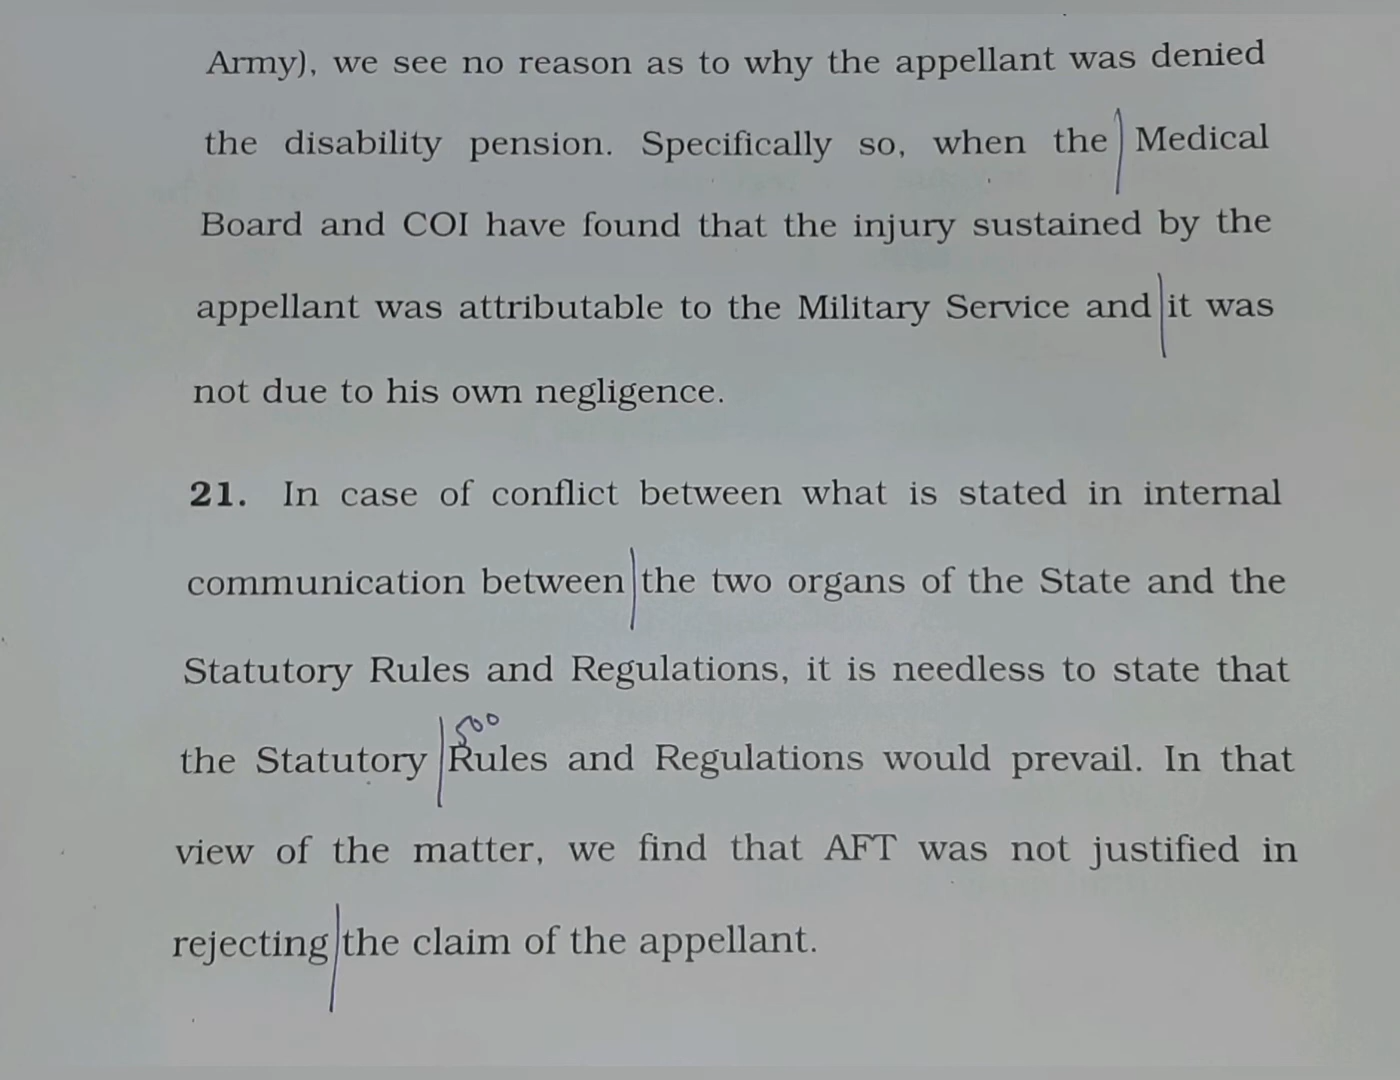 Army), we see no reason as to why the appellant was denied
the disability pension. Specifically so, when the Medical
Board and COI have found that the injury sustained by the
appellant was attributable to the Military Service and it was
not due to his own negligence.
21. In case of conflict between what is stated in internal
communication between the two organs of the State and the
Statutory Rules and Regulations, it is needless to state that
500
the Statutory Rules and Regulations would prevail. In that
view of the matter, we find that AFT was not justified in
rejecting the claim of the appellant.